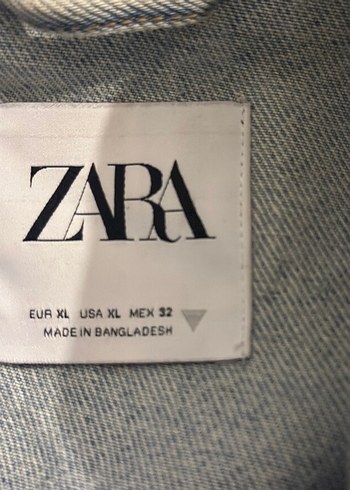 ZARA
EUR XL USA XL MEX 32
MADE IN BANGLADESH